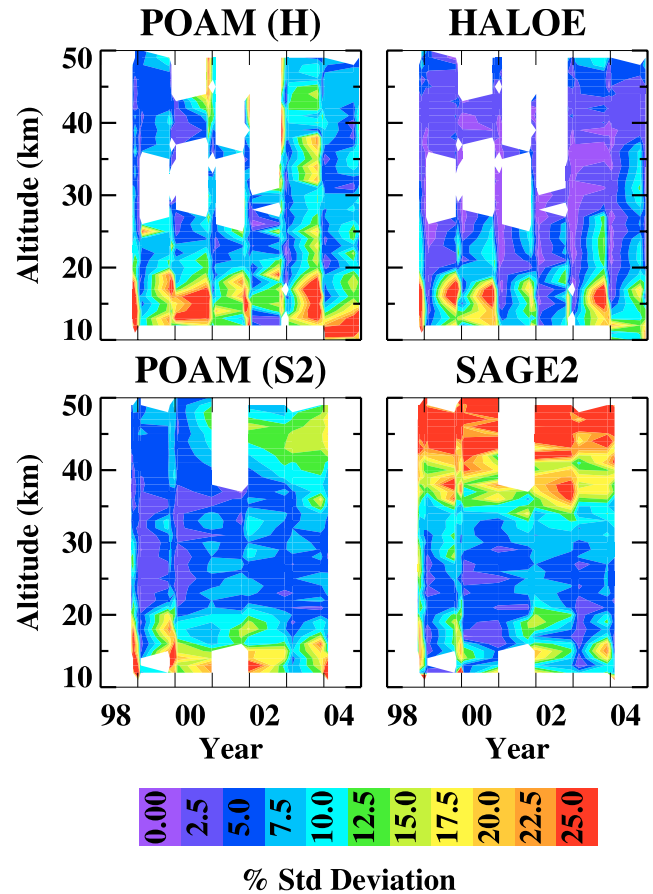 POAM (H) HALOE
50
40
30
20
10
Altitude (km)
POAM (S2) SAGE2
50
40
30
20
10
Altitude (km)
98 00 02 04 98 00 02 04
Year Year
0.00 2.5 5.0 7.5 10.0 12.5 15.0 17.5 20.0 22.5 25.0
% Std Deviation